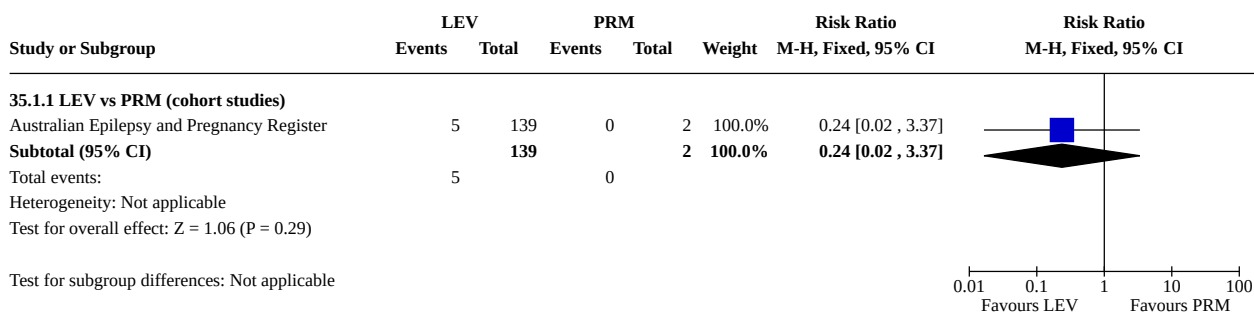 LEV PRM Risk Ratio Risk Ratio
Study or Subgroup Events Total Events Total Weight M-H, Fixed, 95% CI M-H, Fixed, 95% CI
35.1.1 LEV vs PRM (cohort studies)
Australian Epilepsy and Pregnancy Register 5 139 0 2 100.0% 0.24 [0.02 , 3.37]
Subtotal (95% CI) 139 2 100.0% 0.24 [0.02 , 3.37]
Total events: 5 0
Heterogeneity: Not applicable
Test for overall effect: Z = 1.06 (P = 0.29)
Test for subgroup differences: Not applicable
0.01 0.1 1 10 100
Favours LEV Favours PRM